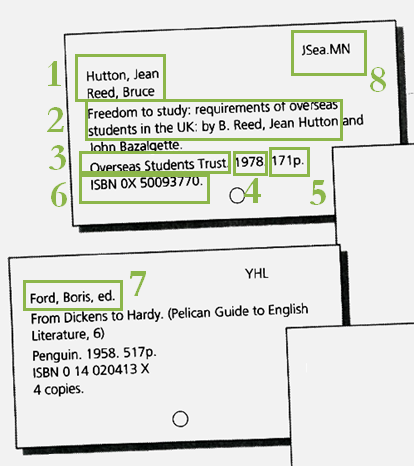 JSea.MN
1
8
Hutton, Jean
Reed, Bruce
2
Freedom to study: requirements of overseas
students in the UK: by B. Reed, Jean Hutton and
John Bazalgette.
3
Overseas Students Trust. 1978 171p.
6
ISBN 0X 50093770.
4
5
7
YHL
Ford, Boris, ed.
From Dickens to Hardy. (Pelican Guide to English
Literature, 6)
Penguin. 1958. 517p.
ISBN 0 14 020413 X
4 copies.